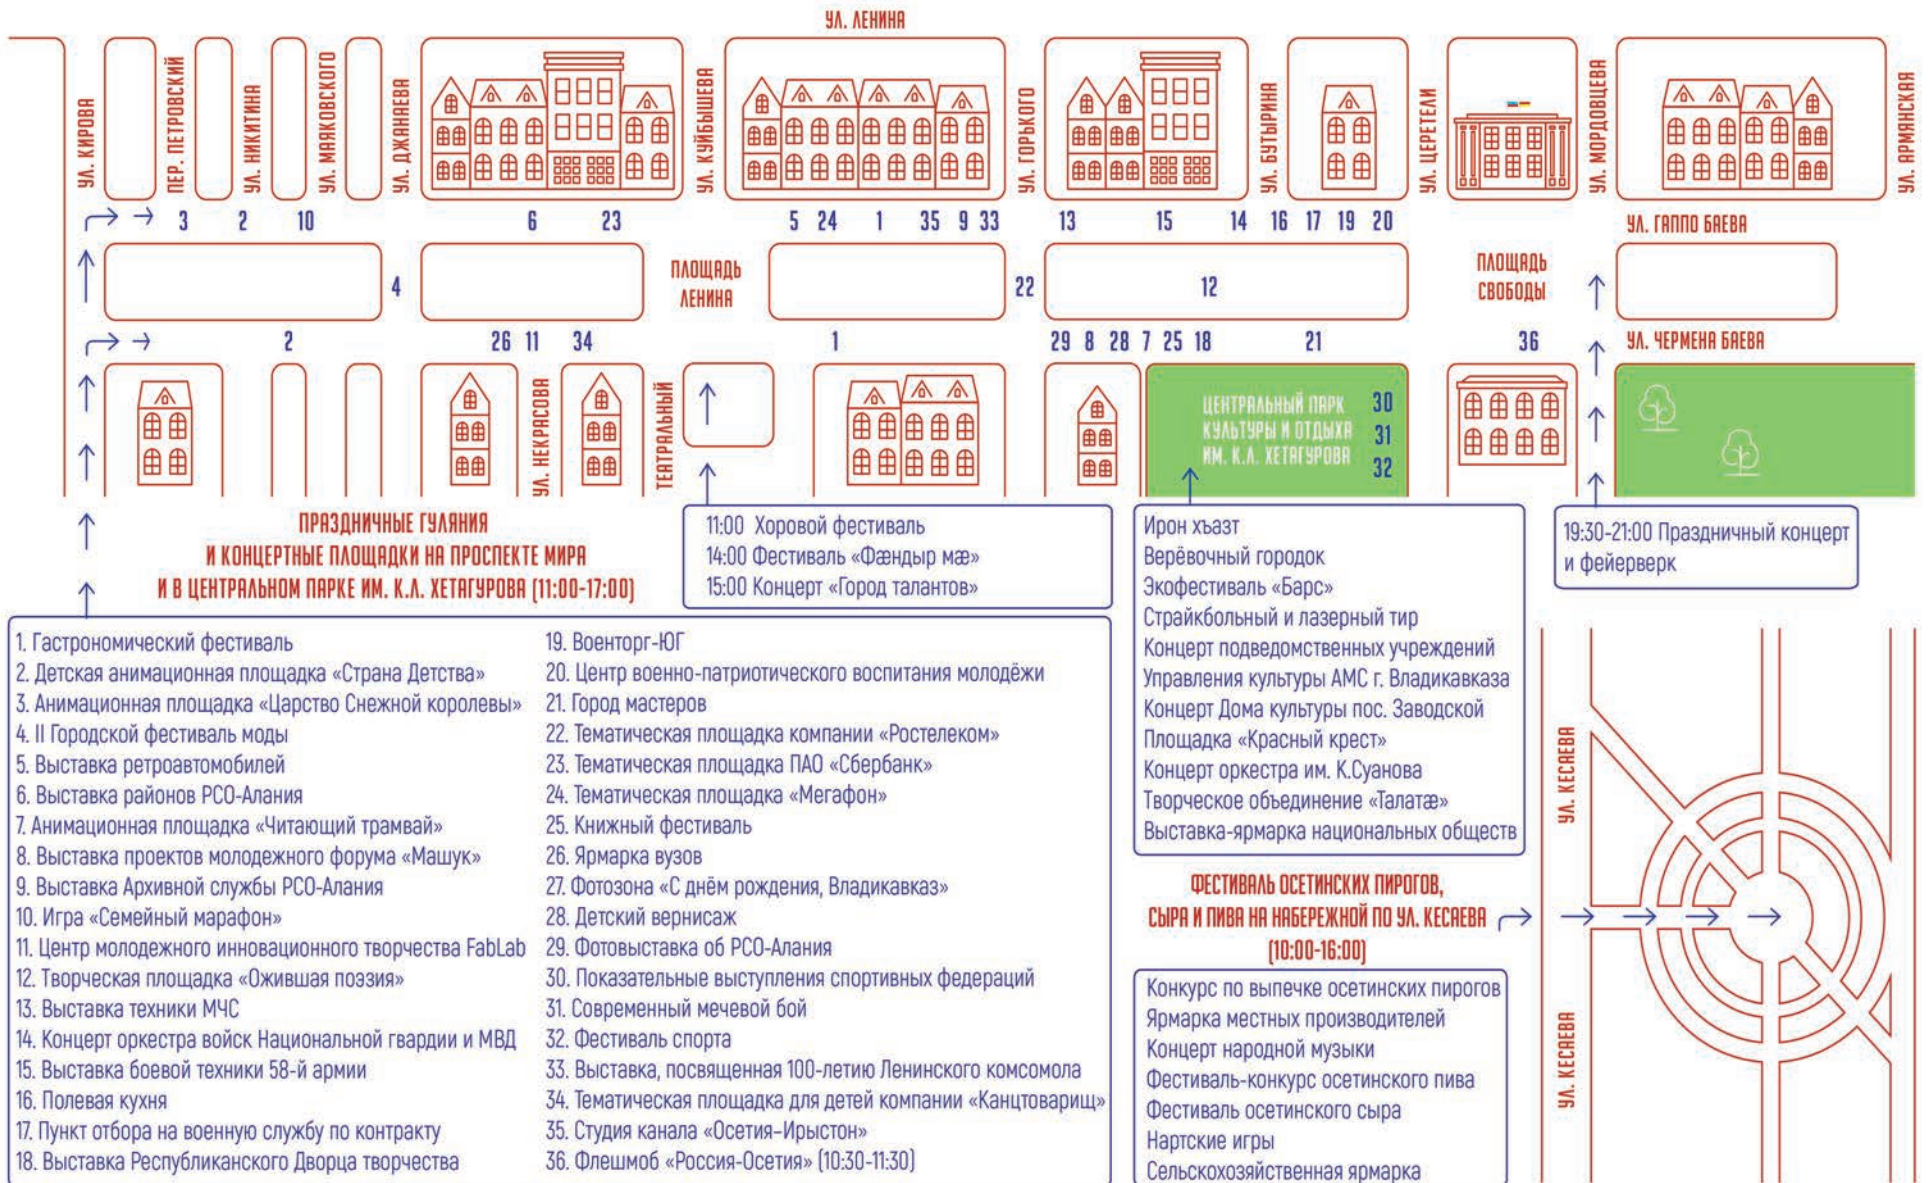 УЛ. ЛЕНИНА
УЛ. КИРОВА
ПЕР. ПЕТРОВСКИЙ
УЛ. НИКИТИНА
УЛ. МАЯКОВСКОГО
УЛ. ДЖАНАЕВА
УЛ. КУЙБЫШЕВА
УЛ. ГОРЬКОГО
УЛ. БУТЫРИНА
УЛ. ЦЕРЕТЕЛИ
УЛ. МОРДОВЦЕВА
УЛ. АРМЯНСКАЯ
3 2 10 6 23 5 24 1 35 9 33 13 15 14 16 17 19 20
УЛ. ГАППО БАЕВА
4
ПЛОЩАДЬ
ЛЕНИНА
22 12
ПЛОЩАДЬ
СВОБОДЫ
2 26 11 34 1 29 8 28 7 25 18 21 36
УЛ. ЧЕРМЕНА БАЕВА
УЛ. НЕКРАСОВА
ТЕАТРАЛЬНЫЙ
ЦЕНТРАЛЬНЫЙ ПАРК
КУЛЬТУРЫ И ОТДЫХА
ИМ. К.Л. ХЕТАГУРОВА
30
31
32
ПРАЗДНИЧНЫЕ ГУЛЯНИЯ
И КОНЦЕРТНЫЕ ПЛОЩАДКИ НА ПРОСПЕКТЕ МИРА
И В ЦЕНТРАЛЬНОМ ПАРКЕ ИМ. К.Л. ХЕТАГУРОВА (11:00-17:00)
11:00 Хоровой фестиваль
14:00 Фестиваль «Фæндыр мæ»
15:00 Концерт «Город талантов»
1. Гастрономический фестиваль
2. Детская анимационная площадка «Страна Детства»
3. Анимационная площадка «Царство Снежной королевы»
4. II Городской фестиваль моды
5. Выставка ретроавтомобилей
6. Выставка районов РСО-Алания
7. Анимационная площадка «Читающий трамвай»
8. Выставка проектов молодежного форума «Машук»
9. Выставка Архивной службы РСО-Алания
10. Игра «Семейный марафон»
11. Центр молодежного инновационного творчества FabLab
12. Творческая площадка «Ожившая поэзия»
13. Выставка техники МЧС
14. Концерт оркестра войск Национальной гвардии и МВД
15. Выставка боевой техники 58-й армии
16. Полевая кухня
17. Пункт отбора на военную службу по контракту
18. Выставка Республиканского Дворца творчества
19. Военторг-ЮГ
20. Центр военно-патриотического воспитания молодёжи
21. Город мастеров
22. Тематическая площадка компании «Ростелеком»
23. Тематическая площадка ПАО «Сбербанк»
24. Тематическая площадка «Мегафон»
25. Книжный фестиваль
26. Ярмарка вузов
27. Фотозона «С днём рождения, Владикавказ»
28. Детский вернисаж
29. Фотовыставка об РСО-Алания
30. Показательные выступления спортивных федераций
31. Современный мечевой бой
32. Фестиваль спорта
33. Выставка, посвященная 100-летию Ленинского комсомола
34. Тематическая площадка для детей компании «Канцтоварищ»
35. Студия канала «Осетия-Ирыстон»
36. Флешмоб «Россия-Осетия» (10:30-11:30)
Ирон хъазт
Верёвочный городок
Экофестиваль «Барс»
Страйкбольный и лазерный тир
Концерт подведомственных учреждений
Управления культуры АМС г. Владикавказа
Концерт Дома культуры пос. Заводской
Площадка «Красный крест»
Концерт оркестра им. К.Суанова
Творческое объединение «Талатæ»
Выставка-ярмарка национальных обществ
19:30-21:00 Праздничный концерт
и фейерверк
ФЕСТИВАЛЬ ОСЕТИНСКИХ ПИРОГОВ,
СЫРА И ПИВА НА НАБЕРЕЖНОЙ ПО УЛ. КЕСАЕВА
(10:00-16:00)
Конкурс по выпечке осетинских пирогов
Ярмарка местных производителей
Концерт народной музыки
Фестиваль-конкурс осетинского пива
Фестиваль осетинского сыра
Нартские игры
Сельскохозяйственная ярмарка
УЛ. КЕСАЕВА
УЛ. КЕСАЕВА